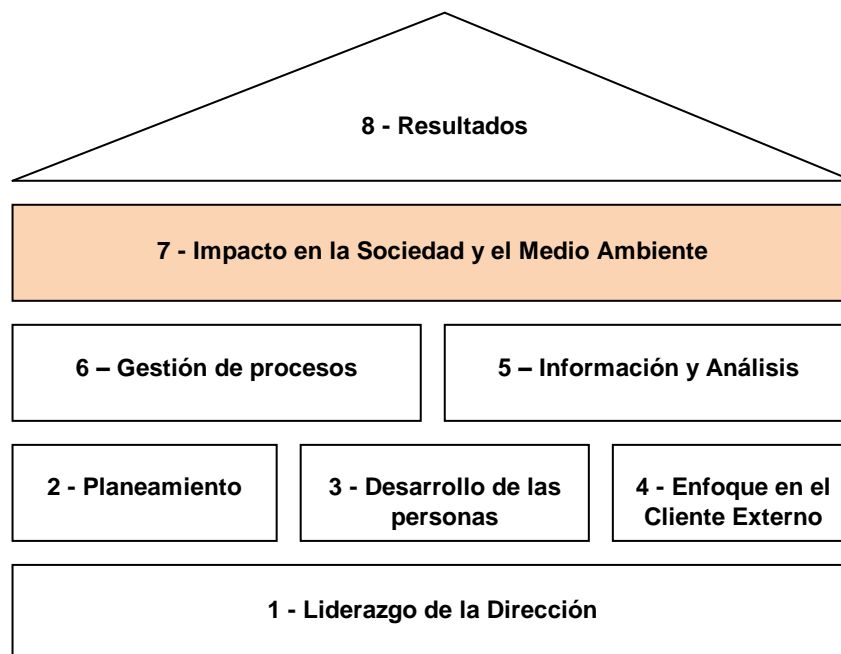 8 - Resultados
7 - Impacto en la Sociedad y el Medio Ambiente
6 – Gestión de procesos
5 – Información y Análisis
2 - Planeamiento
3 - Desarrollo de las
personas
4 - Enfoque en el
Cliente Externo
1 - Liderazgo de la Dirección